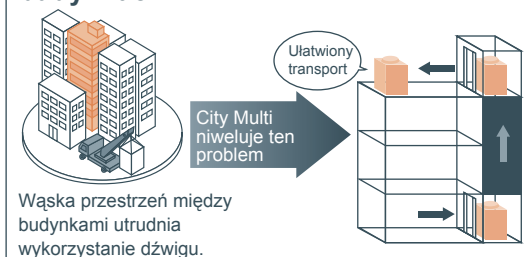 Ułatwiony
transport
City Multi
niweluje ten
problem
Wąska przestrzeń między
budynkami utrudnia
wykorzystanie dźwigu.